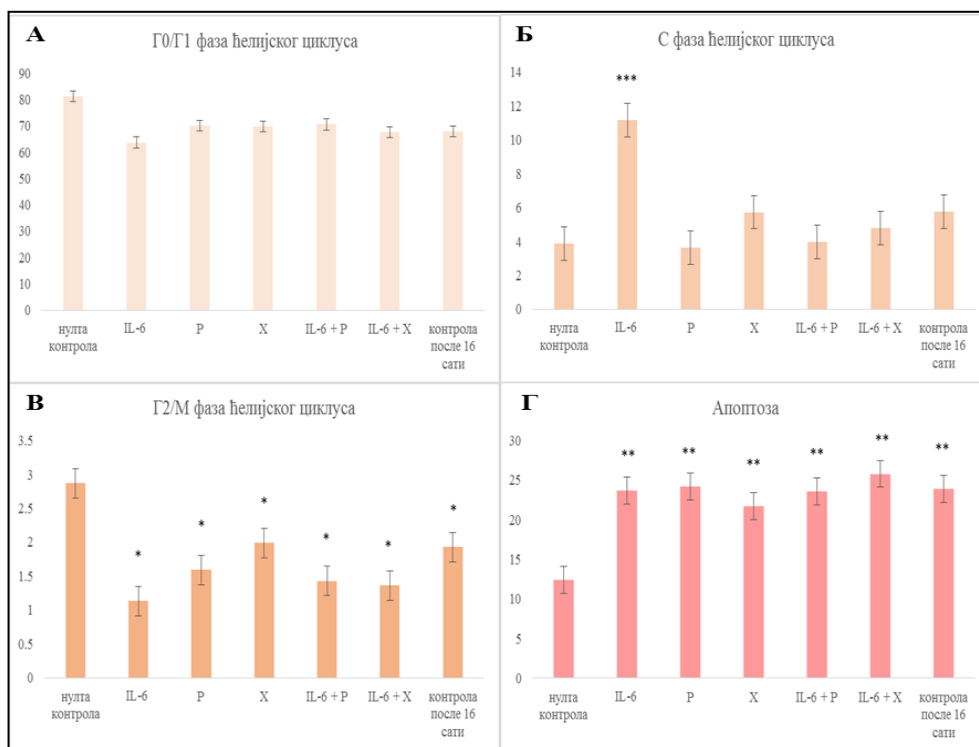 А
Г0/Г1 фаза ћелијског циклуса
90
80
70
60
50
40
30
20
10
0
нулта
контрола
IL-6
Р
Х
IL-6 + Р
IL-6 + Х
контрола
после 16
сати
Б
С фаза ћелијског циклуса
14
12
10
8
6
4
2
0
***
нулта
контрола
IL-6
Р
Х
IL-6 + Р
IL-6 + Х
контрола
после 16
сати
В
Г2/М фаза ћелијског циклуса
3.5
3
2.5
2
1.5
1
0.5
0
*
*
*
*
*
*
нулта
контрола
IL-6
Р
Х
IL-6 + Р
IL-6 + Х
контрола
после 16
сати
Г
Апоптоза
30
25
20
15
10
5
0
**
**
**
**
**
**
нулта
контрола
IL-6
Р
Х
IL-6 + Р
IL-6 + Х
контрола
после 16
сати